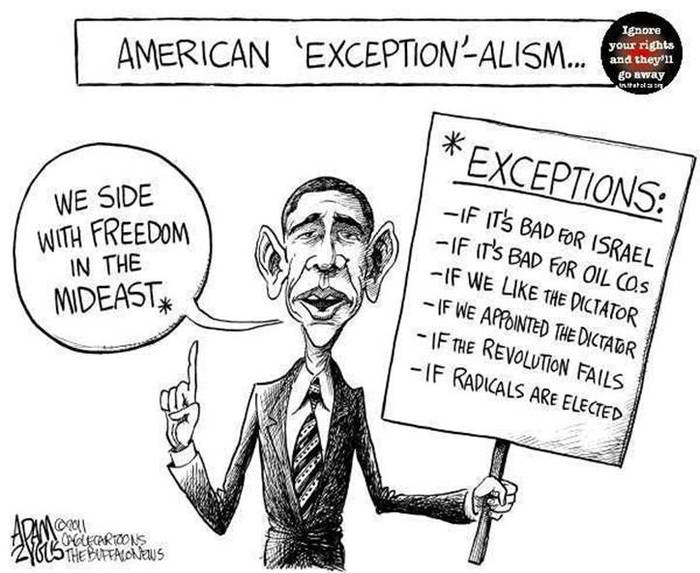 AMERICAN 'EXCEPTION'-ALISM...
Ignore
your rights
and they'll
go away
WE SIDE
WITH FREEDOM
IN THE
MIDEAST*
* EXCEPTIONS:
-IF IT'S BAD FOR ISRAEL
-IF IT'S BAD FOR OIL CO.s
-IF WE LIKE THE DICTATOR
-IF WE APPOINTED THE DICTATOR
-IF THE REVOLUTION FAILS
-IF RADICALS ARE ELECTED
ADAM ©2011
ZYGLIS CAGLECARTOONS
THE BUFFALO NEWS